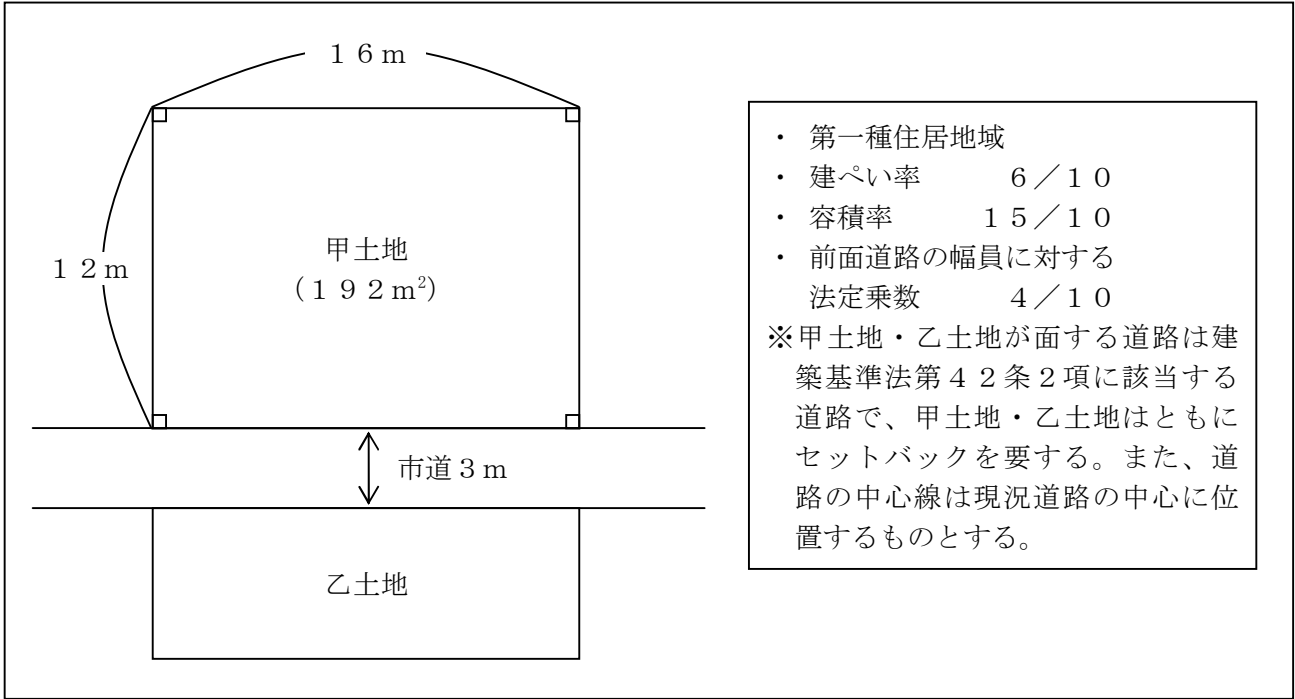 １６ｍ
１２ｍ
甲土地
（１９２ｍ²）
市道３ｍ
乙土地
・ 第一種住居地域
・ 建ぺい率　　６／１０
・ 容積率　　１５／１０
・ 前面道路の幅員に対する
法定乗数　　４／１０
※甲土地・乙土地が面する道路は建
築基準法第４２条２項に該当する
道路で、甲土地・乙土地はともに
セットバックを要する。また、道
路の中心線は現況道路の中心に位
置するものとする。